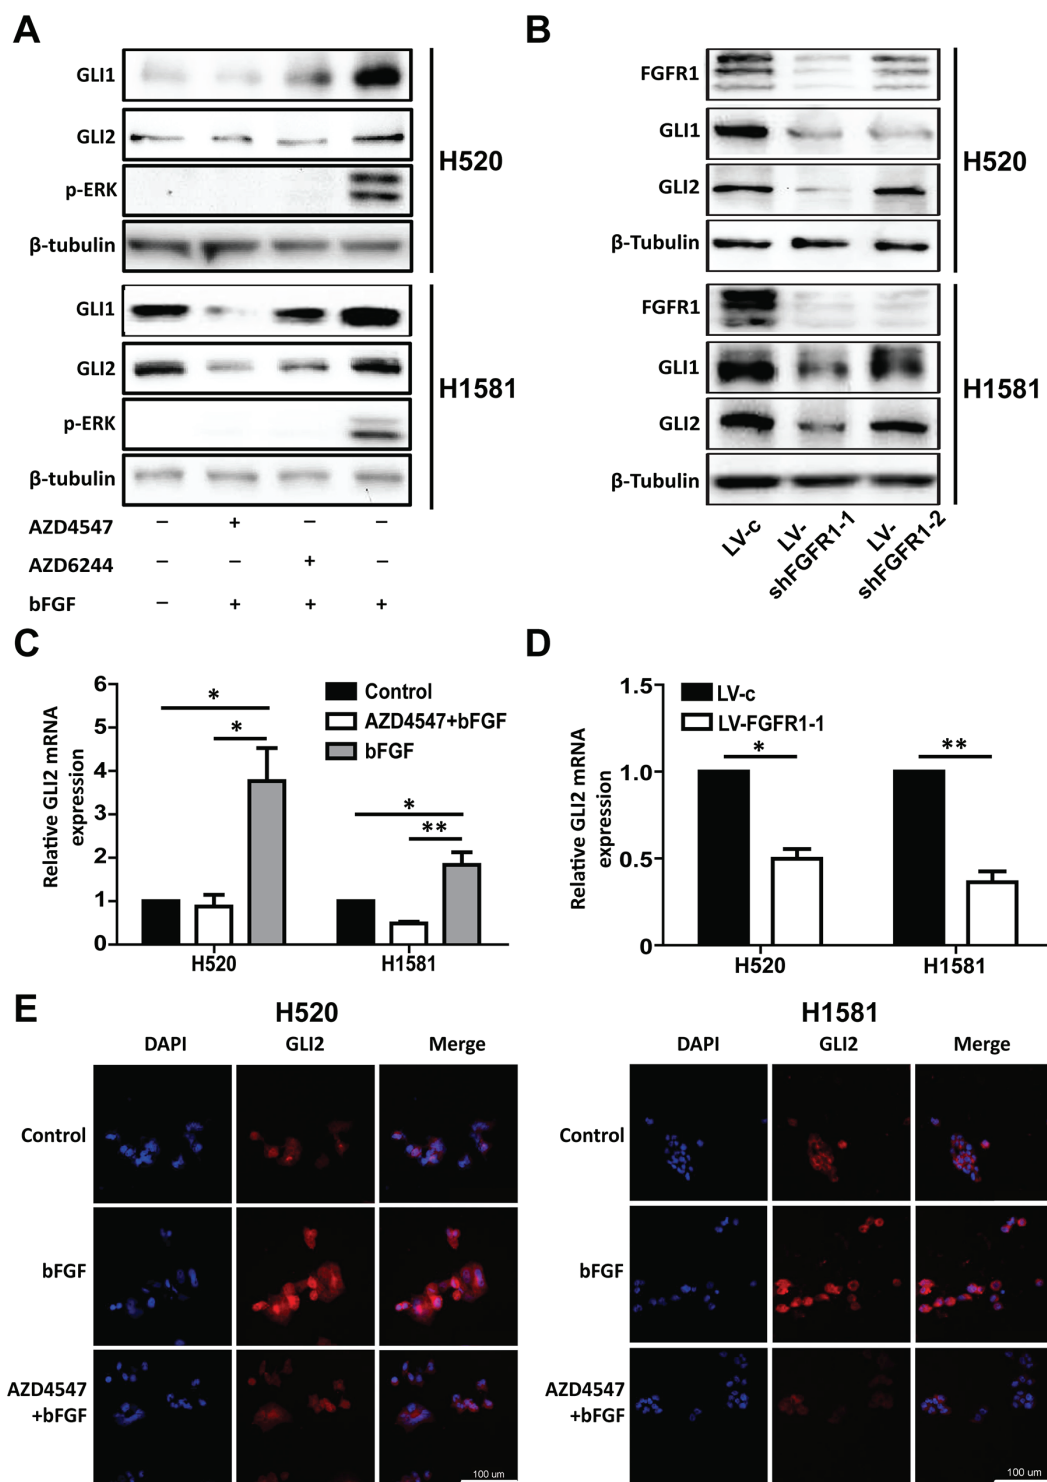 A
GLI1
GLI2
p-ERK
β-tubulin
H520
GLI1
GLI2
p-ERK
β-tubulin
H1581
AZD4547 – + – –
AZD6244 – – + –
bFGF – + + +
B
FGFR1
GLI1
GLI2
β-Tubulin
H520
FGFR1
GLI1
GLI2
β-Tubulin
H1581
LV-c
LV-
shFGFR1-1
LV-
shFGFR1-2
C
Relative GLI2 mRNA
expression
6
5
4
3
2
1
0
*
*
*
**
Control
AZD4547+bFGF
bFGF
H520 H1581
D
Relative GLI2 mRNA
expression
1.5
1.0
0.5
0
LV-c
LV-FGFR1-1
*
**
H520 H1581
E
H520
DAPI GLI2 Merge
Control
bFGF
AZD4547
+bFGF
100 um
H1581
DAPI GLI2 Merge
Control
bFGF
AZD4547
+bFGF
100 um